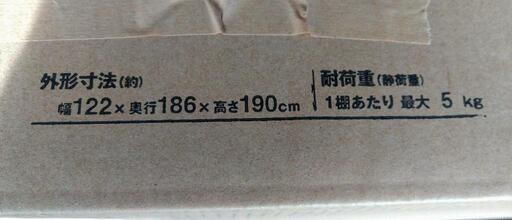 外形寸法(約)
幅122×奥行186×高さ190cm
耐荷重(静荷重)
1棚あたり 最大 5 kg